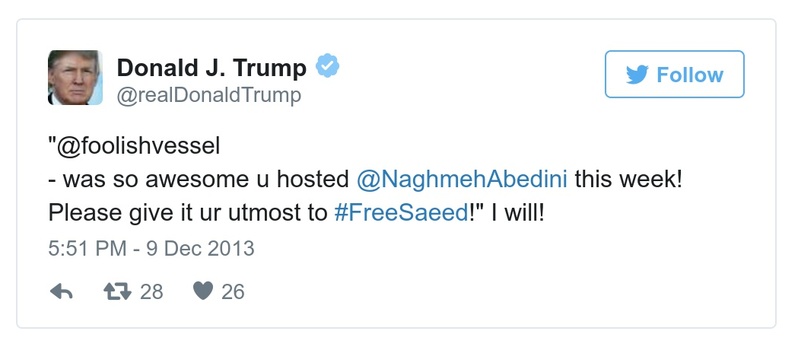 Donald J. Trump
@realDonaldTrump
Follow
"@foolishvessel
- was so awesome u hosted @NaghmehAbedini this week!
Please give it ur utmost to #FreeSaeed!" I will!
5:51 PM - 9 Dec 2013
28 26